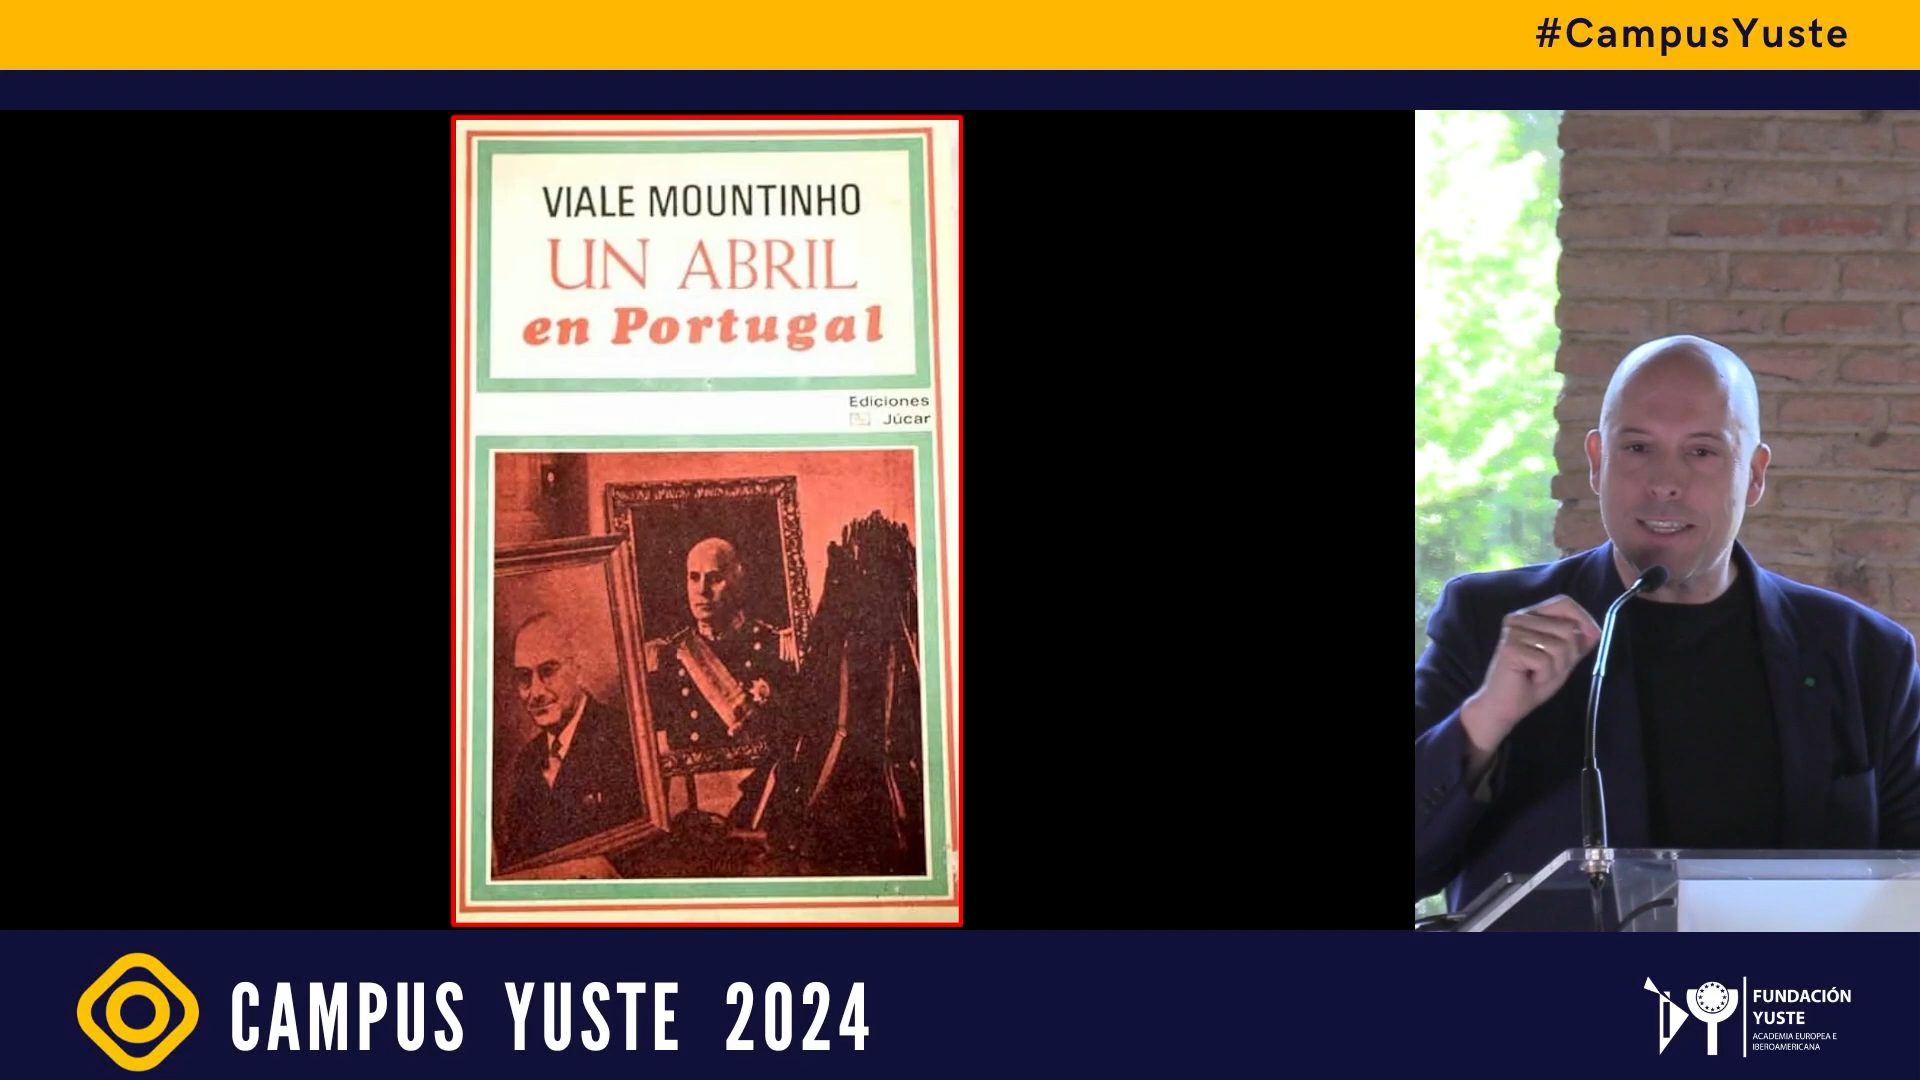 #CampusYuste
VIALE MOUNTINHO
UN ABRIL
en Portugal
Ediciones
Júcar
CAMPUS YUSTE 2024
FUNDACIÓN
YUSTE
ACADEMIA EUROPEA E
IBEROAMERICANA